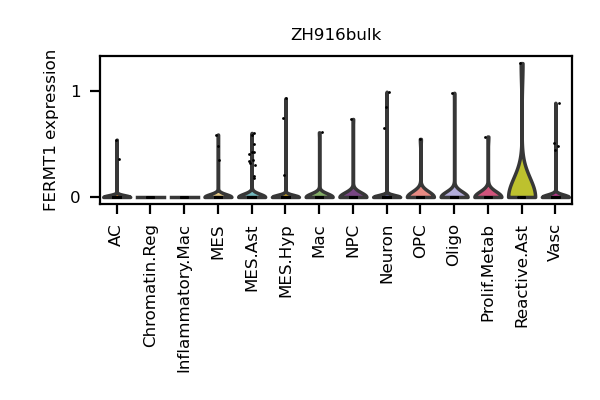 ZH916bulk
FERMT1 expression
1
0
AC
Chromatin.Reg
Inflammatory.Mac
MES
MES.Ast
MES.Hyp
Mac
NPC
Neuron
OPC
Oligo
Prolif.Metab
Reactive.Ast
Vasc